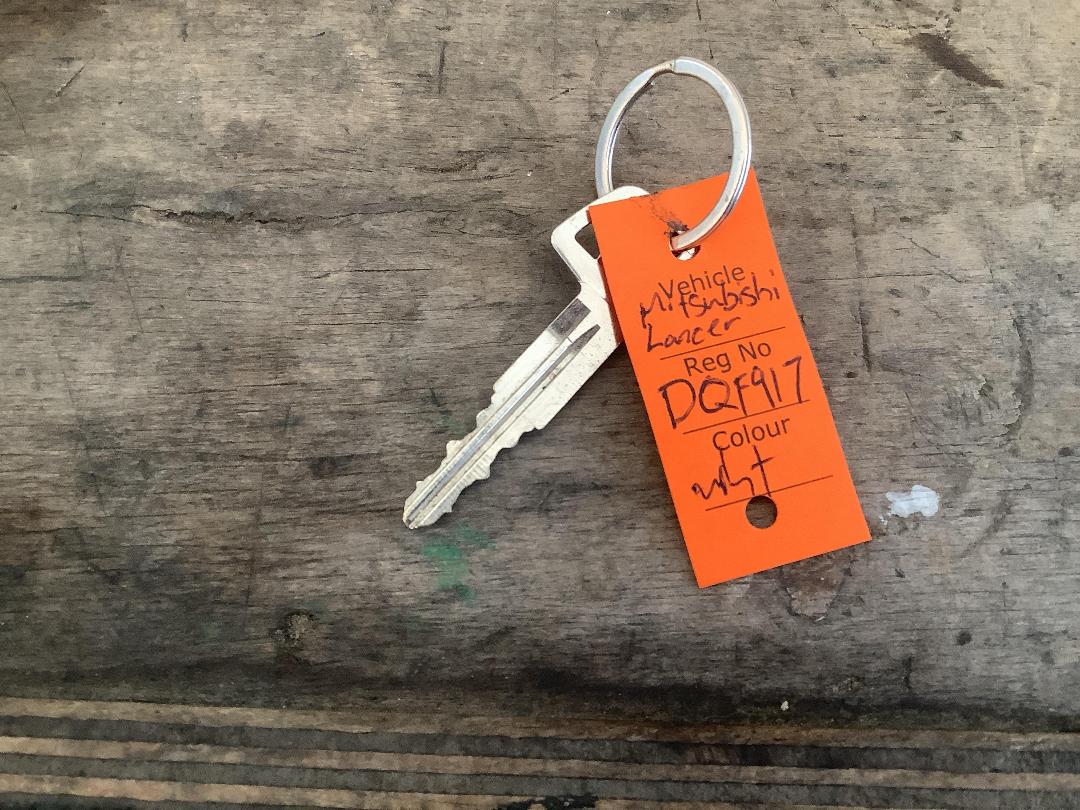 Vehicle
Mitsubishi
Lancer
Reg No
DQF917
Colour
wht